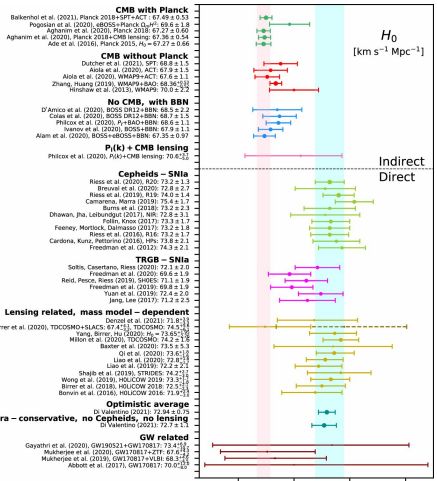 CMB with Planck
Balkenhol et al. (2021), Planck 2018+SPT+ACT : 67.49 ± 0.53
Pogosian et al. (2020), eBOSS+Planck ΩmH²: 69.6 ± 1.8
Aghanim et al. (2020), Planck 2018: 67.27 ± 0.60
Aghanim et al. (2020), Planck 2018+CMB lensing: 67.36 ± 0.54
Ade et al. (2016), Planck 2015, H₀ = 67.27 ± 0.66
H₀
[km s⁻¹ Mpc⁻¹]
CMB without Planck
Dutcher et al. (2021), SPT: 68.8 ± 1.5
Aiola et al. (2020), ACT: 67.9 ± 1.5
Aiola et al. (2020), WMAP9+ACT: 67.6 ± 1.1
Zhang, Huang (2019), WMAP9+BAO: 68.36
Hinshaw et al. (2013), WMAP9: 70.0 ± 2.2
No CMB, with BBN
D'Amico et al. (2020), BOSS DR12+BBN: 68.5 ± 2.2
Colas et al. (2020), BOSS DR12+BBN: 68.7 ± 1.5
Philcox et al. (2020), Pₗ+BAO+BBN: 68.6 ± 1.1
Ivanov et al. (2020), BOSS+BBN: 67.9 ± 1.1
Alam et al. (2020), BOSS+eBOSS+BBN: 67.35 ± 0.97
Pₗ(k) + CMB lensing
Philcox et al. (2020), Pₗ(k)+CMB lensing: 70.6
Indirect
Direct
Cepheids − SNIa
Riess et al. (2020), R20: 73.2 ± 1.3
Breuval et al. (2020): 72.8 ± 2.7
Riess et al. (2019), R19: 74.0 ± 1.4
Camarena, Marra (2019): 75.4 ± 1.7
Burns et al. (2018): 73.2 ± 2.3
Dhawan, Jha, Leibundgut (2017), NIR: 72.8 ± 3.1
Follin, Knox (2017): 73.3 ± 1.7
Feeney, Mortlock, Dalmasso (2017): 73.2 ± 1.8
Riess et al. (2016), R16: 73.2 ± 1.7
Cardona, Kunz, Pettorino (2016), HPs: 73.8 ± 2.1
Freedman et al. (2012): 74.3 ± 2.1
TRGB − SNIa
Soltis, Casertano, Riess (2020): 72.1 ± 2.0
Freedman et al. (2020): 69.6 ± 1.9
Reid, Pesce, Riess (2019), SH0ES: 71.1 ± 1.9
Freedman et al. (2019): 69.8 ± 1.9
Yuan et al. (2019): 72.4 ± 2.0
Jang, Lee (2017): 71.2 ± 2.5
Lensing related, mass model − dependent
Denzel et al. (2021): 71.8
rer et al. (2020), TDCOSMO+SLACS: 67.4, TDCOSMO: 74.5
Yang, Birrer, Hu (2020): H₀ = 73.65
Millon et al. (2020), TDCOSMO: 74.2 ± 1.6
Baxter et al. (2020): 73.5 ± 5.3
Qi et al. (2020): 73.6
Liao et al. (2020): 72.8
Liao et al. (2019): 72.2 ± 2.1
Shajib et al. (2019), STRIDES: 74.2
Wong et al. (2019), H0LiCOW 2019: 73.3
Birrer et al. (2018), H0LiCOW 2018: 72.5
Bonvin et al. (2016), H0LiCOW 2016: 71.9
Optimistic average
Di Valentino (2021): 72.94 ± 0.75
ra − conservative, no Cepheids, no lensing
Di Valentino (2021): 72.7 ± 1.1
GW related
Gayathri et al. (2020), GW190521+GW170817: 73.4
Mukherjee et al. (2020), GW170817+ZTF: 67.6
Mukherjee et al. (2019), GW170817+VLBI: 68.3
Abbott et al. (2017), GW170817: 70.0